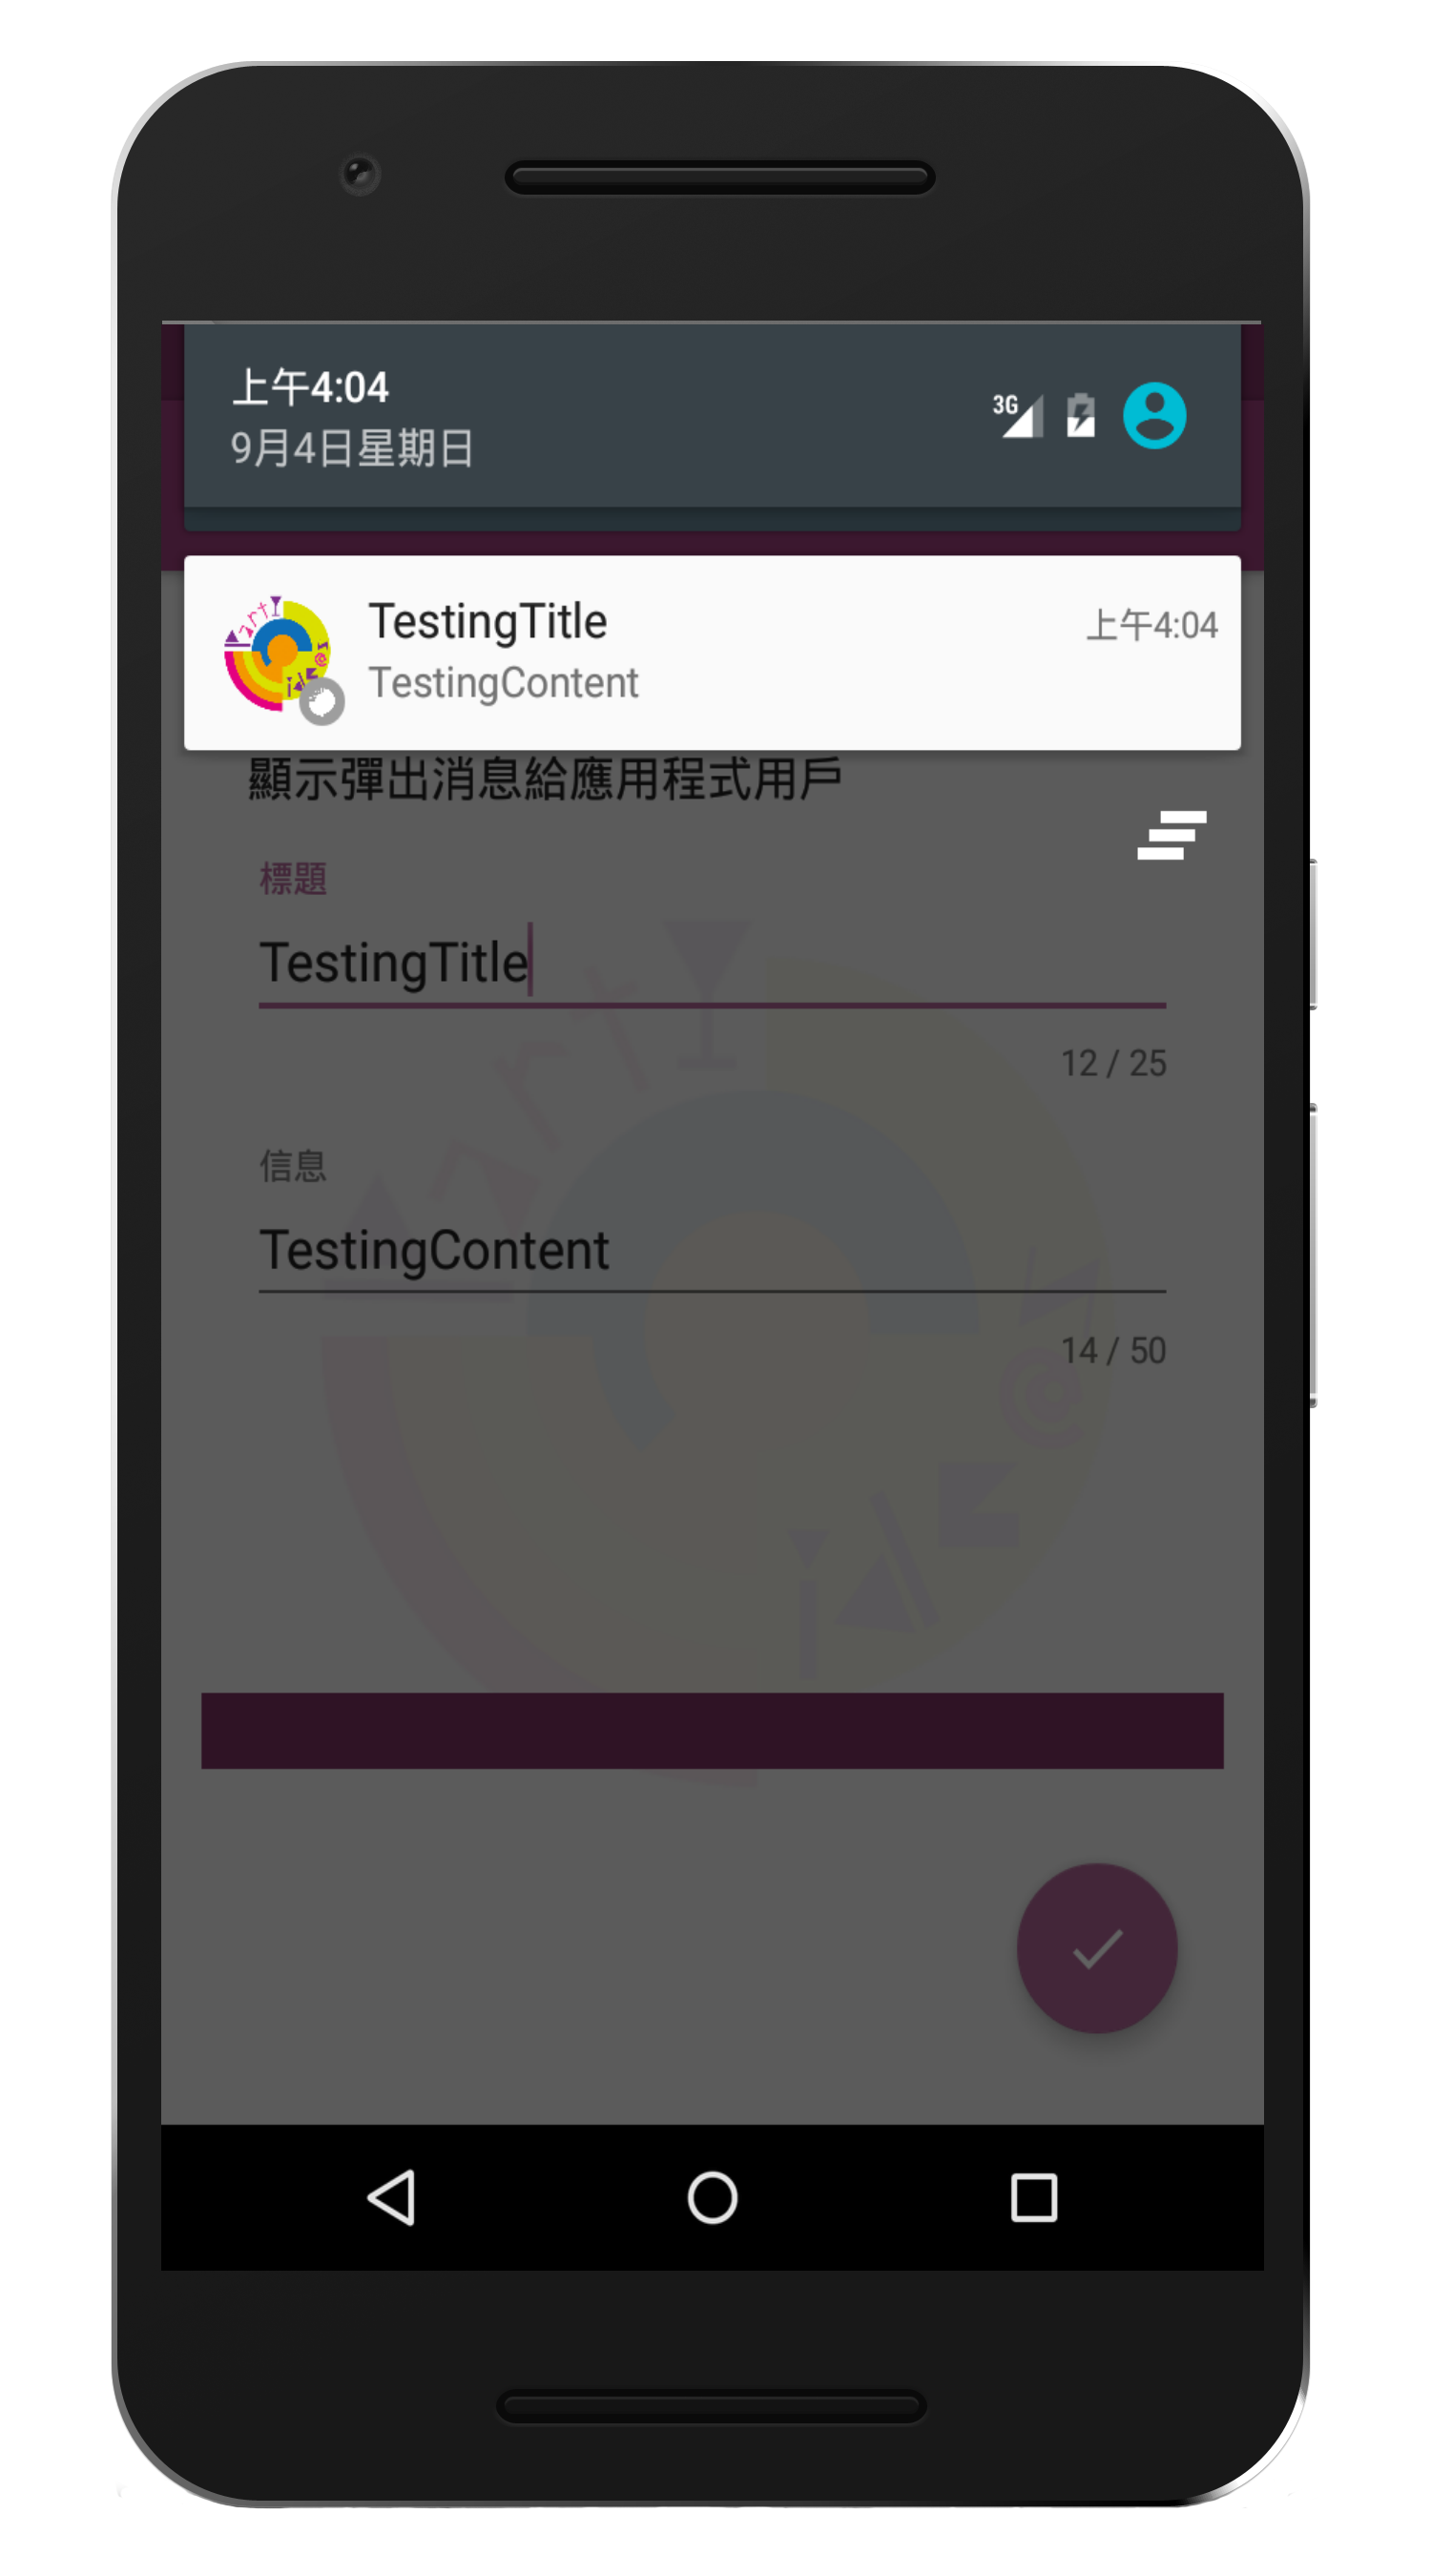 上午4:04
3G
9月4日星期日
TestingTitle
上午4:04
TestingContent
顯示彈出消息給應用程式用戶
標題
TestingTitle
12 / 25
信息
TestingContent
14 / 50